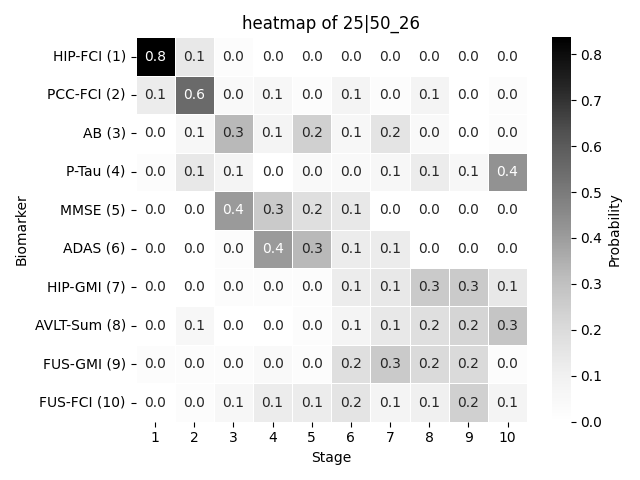 heatmap of 25|50_26
HIP-FCI (1) 0.8 0.1 0.0 0.0 0.0 0.0 0.0 0.0 0.0 0.0
PCC-FCI (2) 0.1 0.6 0.0 0.1 0.0 0.1 0.0 0.1 0.0 0.0
AB (3) 0.0 0.1 0.3 0.1 0.2 0.1 0.2 0.0 0.0 0.0
P-Tau (4) 0.0 0.1 0.1 0.0 0.0 0.0 0.1 0.1 0.1 0.4
MMSE (5) 0.0 0.0 0.4 0.3 0.2 0.1 0.0 0.0 0.0 0.0
ADAS (6) 0.0 0.0 0.0 0.4 0.3 0.1 0.1 0.0 0.0 0.0
HIP-GMI (7) 0.0 0.0 0.0 0.0 0.0 0.1 0.1 0.3 0.3 0.1
AVLT-Sum (8) 0.0 0.1 0.0 0.0 0.0 0.1 0.1 0.2 0.2 0.3
FUS-GMI (9) 0.0 0.0 0.0 0.0 0.0 0.2 0.3 0.2 0.2 0.0
FUS-FCI (10) 0.0 0.0 0.1 0.1 0.1 0.2 0.1 0.1 0.2 0.1
1 2 3 4 5 6 7 8 9 10
Stage
Biomarker
0.8
0.7
0.6
0.5
0.4
0.3
0.2
0.1
0.0
Probability